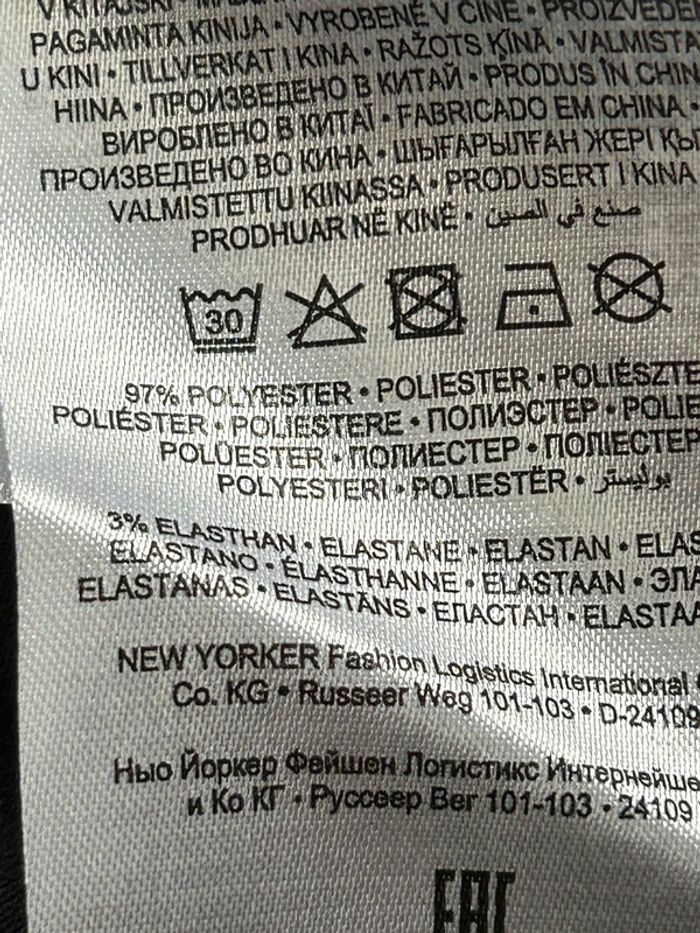 V KITAJSKI •
PAGAMINTA KINIJA • VYROBENÉ V ČÍNE • PROIZVEDE
U KINI • TILLVERKAT I KINA • RAŽOTS ĶĪNĀ • VALMISTA
HIINA • ПРОИЗВЕДЕНО В КИТАЙ • PRODUS ÎN CHIN
ВИРОБЛЕНО В КИТАЇ • FABRICADO EM CHINA
ПРОИЗВЕДЕНО ВО КИНА • ШЫҒАРЫЛҒАН ЖЕРІ ҚЫ
VALMISTETTU KIINASSA • PRODUSERT I KINA
PRODHUAR NË KINË • صنع في الصين
30
97% POLYESTER • POLIESTER • POLIÉSZTE
POLIÉSTER • POLIESTERE • ПОЛИЭСТЕР • POLIE
POLÜESTER • ПОЛИЕСТЕР • ПОЛІЕСТЕР
POLYESTERI • POLIESTËR • بوليستر
3% ELASTHAN • ELASTANE • ELASTAN • ELAS
ELASTANO • ÉLASTHANNE • ELASTAAN • ЭЛА
ELASTANAS • ELASTĀNS • ЕЛАСТАН • ELASTAA
NEW YORKER Fashion Logistics International
Co. KG • Russeer Weg 101-103 • D-24109
Нью Йоркер Фейшен Логистикс Интернейше
и Ко КГ • Руссеер Вег 101-103 • 24109
EAC